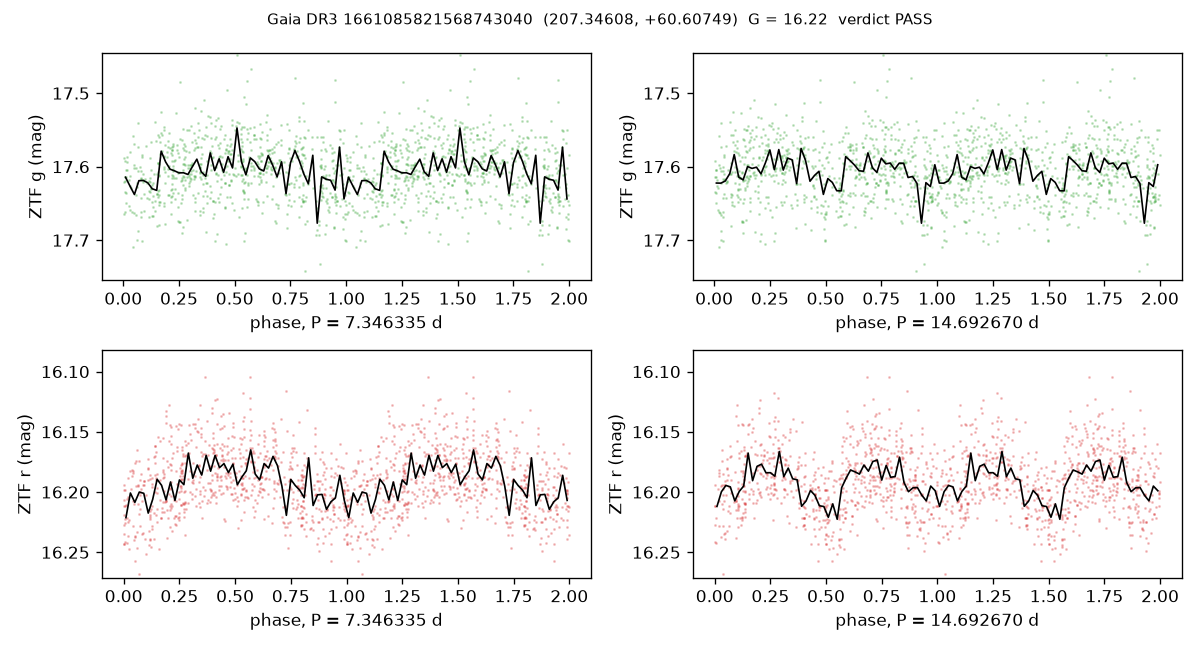 Gaia DR3 1661085821568743040  (207.34608, +60.60749)  G = 16.22  verdict PASS
ZTF g (mag)
17.5
17.6
17.7
0.00 0.25 0.50 0.75 1.00 1.25 1.50 1.75 2.00
phase, P = 7.346335 d
ZTF g (mag)
17.5
17.6
17.7
0.00 0.25 0.50 0.75 1.00 1.25 1.50 1.75 2.00
phase, P = 14.692670 d
ZTF r (mag)
16.10
16.15
16.20
16.25
0.00 0.25 0.50 0.75 1.00 1.25 1.50 1.75 2.00
phase, P = 7.346335 d
ZTF r (mag)
16.10
16.15
16.20
16.25
0.00 0.25 0.50 0.75 1.00 1.25 1.50 1.75 2.00
phase, P = 14.692670 d